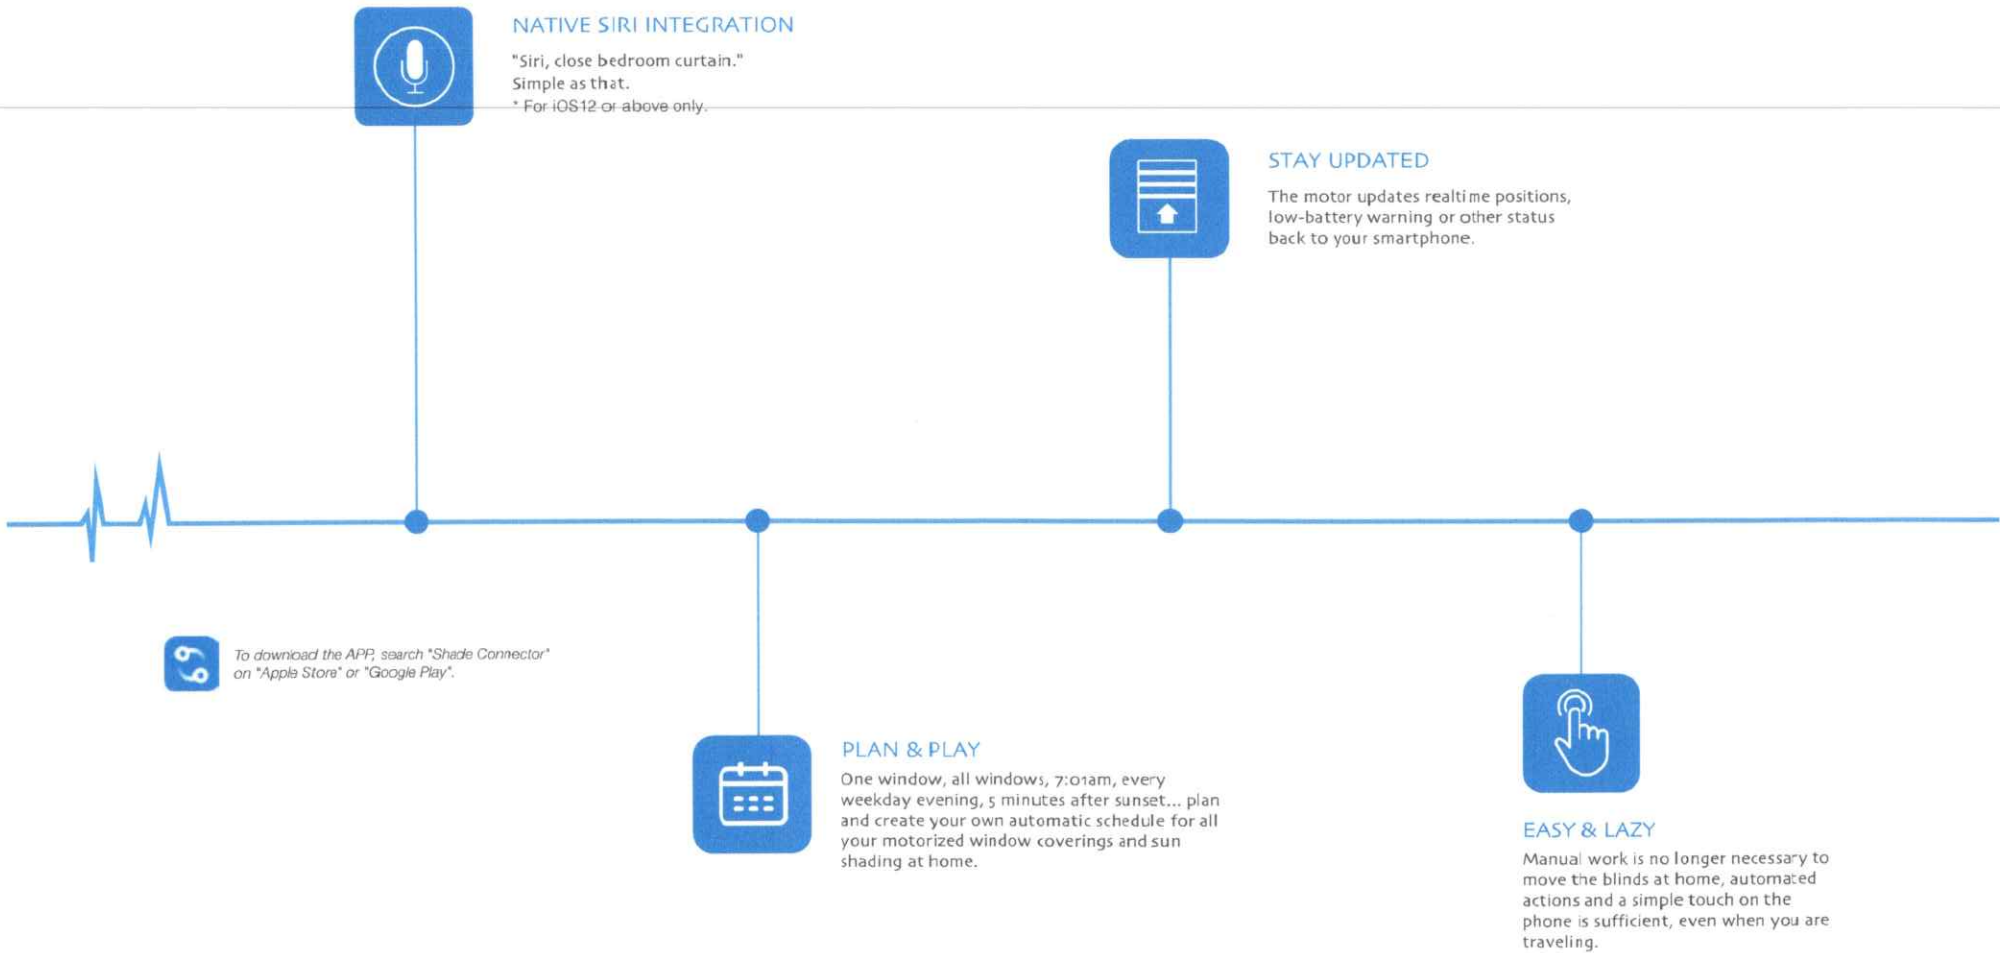 NATIVE SIRI INTEGRATION
"Siri, close bedroom curtain."
Simple as that.
* For iOS12 or above only.
STAY UPDATED
The motor updates realtime positions,
low-battery warning or other status
back to your smartphone.
To download the APP, search "Shade Connector"
on "Apple Store" or "Google Play".
PLAN & PLAY
One window, all windows, 7:01am, every
weekday evening, 5 minutes after sunset... plan
and create your own automatic schedule for all
your motorized window coverings and sun
shading at home.
EASY & LAZY
Manual work is no longer necessary to
move the blinds at home, automated
actions and a simple touch on the
phone is sufficient, even when you are
traveling.